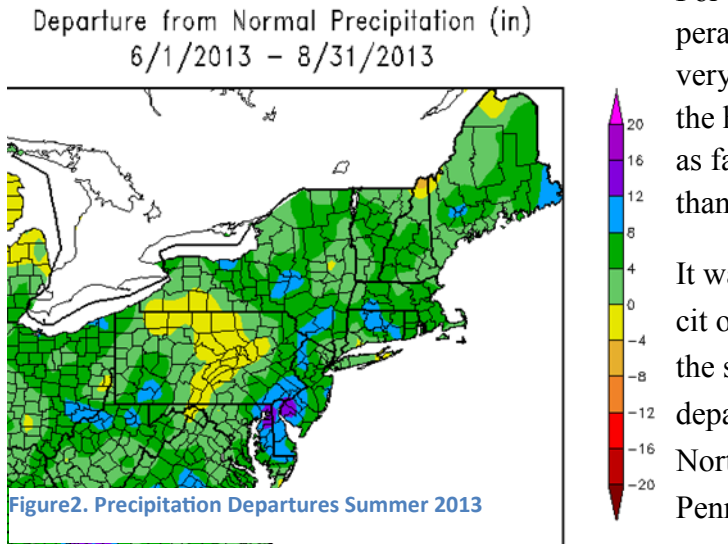 Departure from Normal Precipitation (in)
6/1/2013 – 8/31/2013
20
16
12
8
4
0
−4
−8
−12
−16
−20
Figure2. Precipitation Departures Summer 2013
pera
very
the
as fa
than
It wa
cit o
the s
depa
Nort
Penn